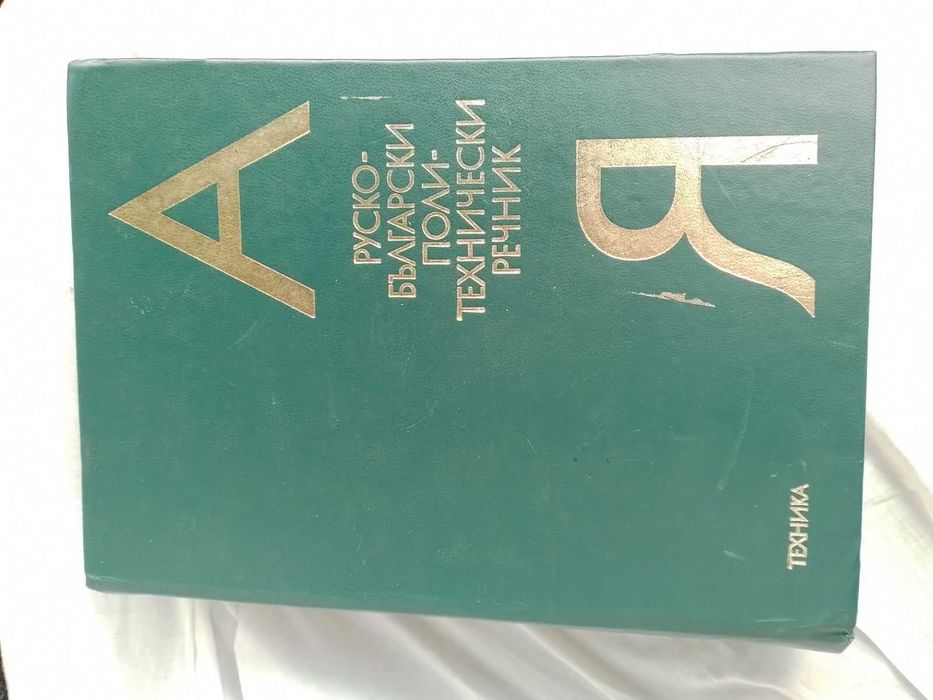 А
РУСКО-
БЪЛГАРСКИ
ПОЛИ-
ТЕХНИЧЕСКИ
РЕЧНИК
Я
ТЕХНИКА